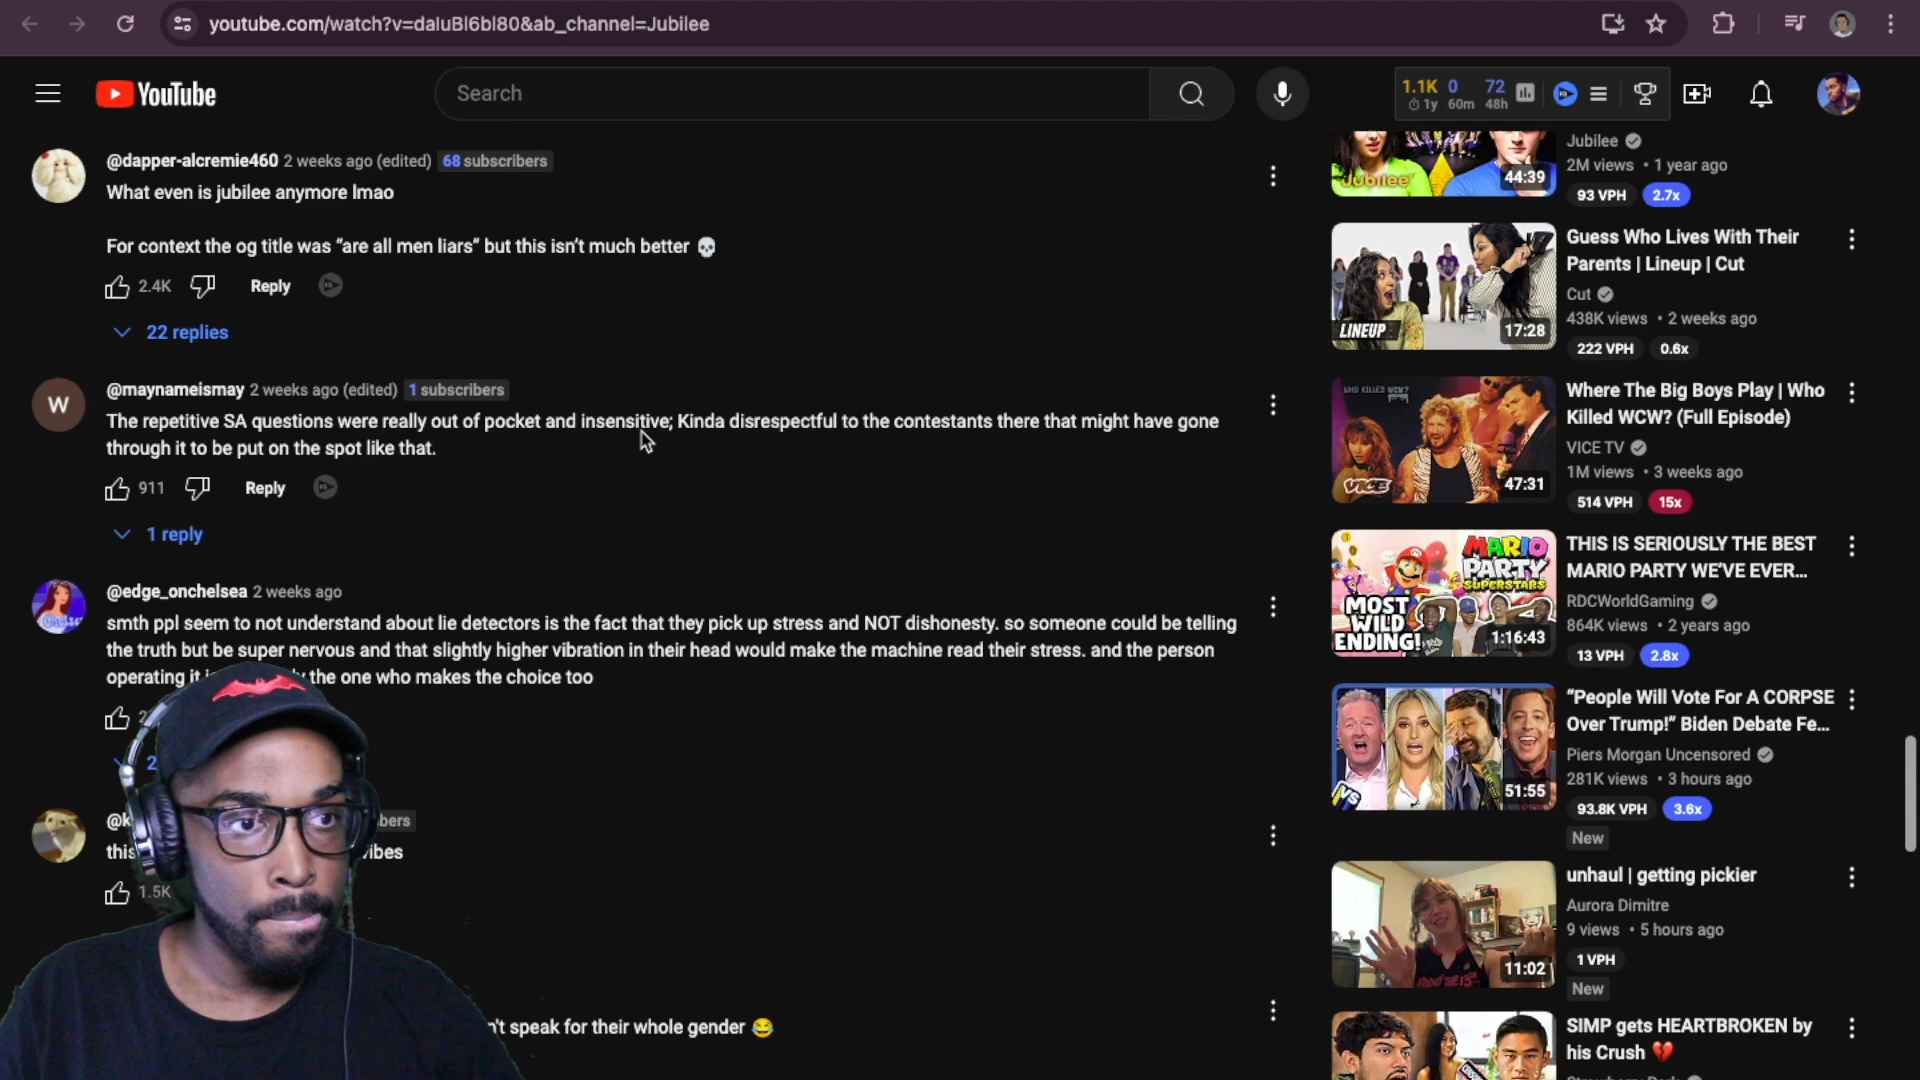 youtube.com/watch?v=daIuBl6bl80&ab_channel=Jubilee
YouTube
Search
1.1K 0 72
1y 60m 48h
@dapper-alcremie460 2 weeks ago (edited) 68 subscribers
What even is jubilee anymore lmao
For context the og title was “are all men liars” but this isn’t much better 💀
2.4K Reply
22 replies
W
@maynameismay 2 weeks ago (edited) 1 subscribers
The repetitive SA questions were really out of pocket and insensitive; Kinda disrespectful to the contestants there that might have gone
through it to be put on the spot like that.
911 Reply
1 reply
@edge_onchelsea 2 weeks ago
smth ppl seem to not understand about lie detectors is the fact that they pick up stress and NOT dishonesty. so someone could be telling
the truth but be super nervous and that slightly higher vibration in their head would make the machine read their stress. and the person
operating it the one who makes the choice too
1.5K
speak for their whole gender 😂
Jubilee
44:39
Jubilee
2M views • 1 year ago
93 VPH 2.7x
LINEUP
17:28
Guess Who Lives With Their
Parents | Lineup | Cut
Cut
438K views • 2 weeks ago
222 VPH 0.6x
WHO KILLED WCW?
VICE
47:31
Where The Big Boys Play | Who
Killed WCW? (Full Episode)
VICE TV
1M views • 3 weeks ago
514 VPH 15x
MARIO
PARTY
SUPERSTARS
MOST
WILD
ENDING!
1:16:43
THIS IS SERIOUSLY THE BEST
MARIO PARTY WE'VE EVER...
RDCWorldGaming
864K views • 2 years ago
13 VPH 2.8x
VS
51:55
“People Will Vote For A CORPSE
Over Trump!” Biden Debate Fe...
Piers Morgan Uncensored
281K views • 3 hours ago
93.8K VPH 3.6x
New
11:02
unhaul | getting pickier
Aurora Dimitre
9 views • 5 hours ago
1 VPH
New
SIMP gets HEARTBROKEN by
his Crush 💔